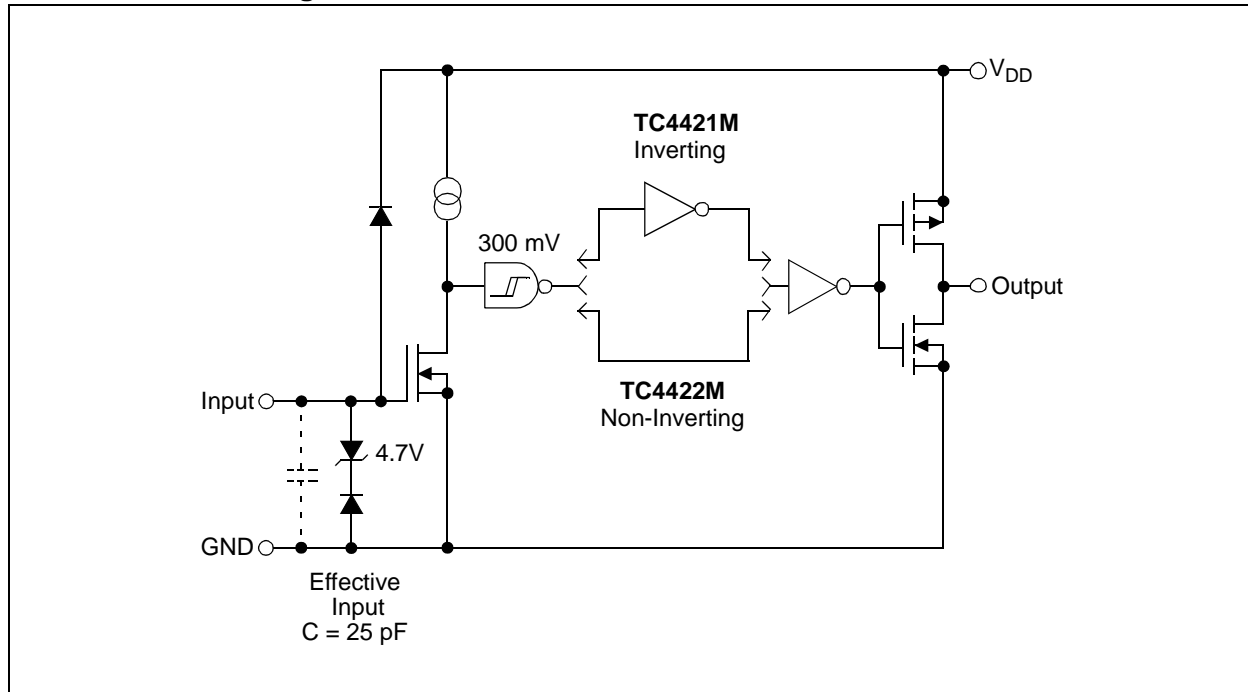 V_DD
TC4421M
Inverting
300 mV
Output
TC4422M
Non-Inverting
Input
4.7V
GND
Effective
Input
C = 25 pF